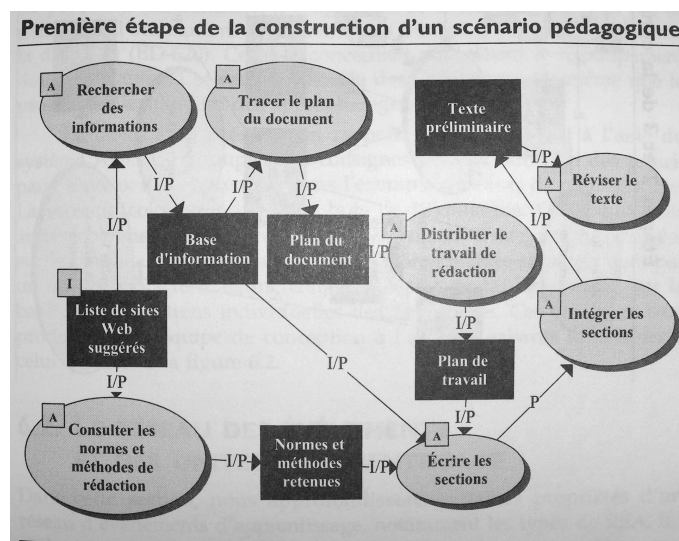 Première étape de la construction d'un scénario pédagogique
A
Rechercher
des
informations
A
Tracer le plan
du document
Texte
préliminaire
I/P
A
Réviser le
texte
I/P
I/P
I/P
I/P
I/P
Base
d'information
Plan du
document
I/P
A
Distribuer le
travail de
rédaction
I
Liste de sites
Web
suggérés
I/P
A
Intégrer les
sections
I/P
Plan de
travail
I/P
I/P
I/P
P
A
Consulter les
normes et
méthodes de
rédaction
I/P
Normes et
méthodes
retenues
I/P
A
Écrire les
sections